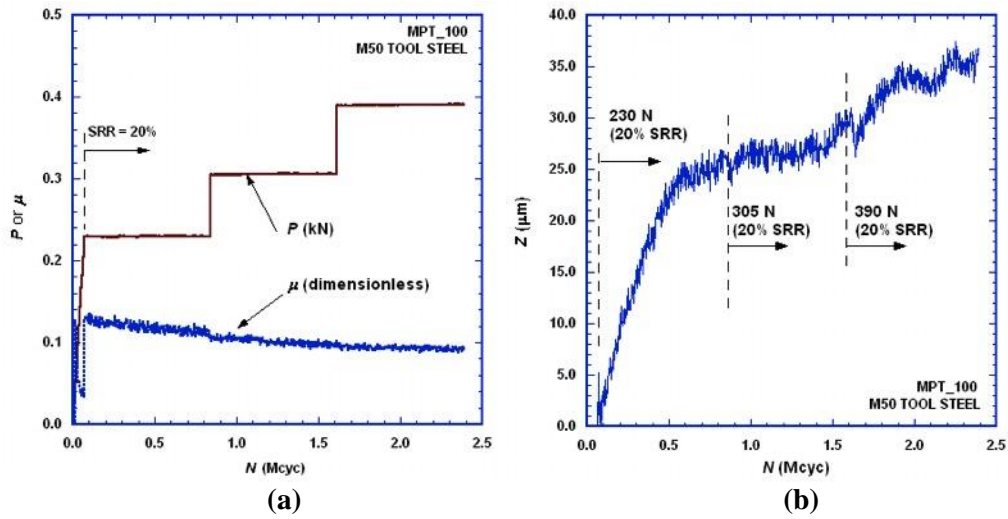 MPT_100
M50 TOOL STEEL
SRR = 20%
P (kN)
μ (dimensionless)
P or μ
0.5
0.4
0.3
0.2
0.1
0.0
0.0 0.5 1.0 1.5 2.0 2.5
N (Mcyc)
(a)
40.0
35.0
30.0
25.0
20.0
15.0
10.0
5.0
0.0
Z (μm)
230 N
(20% SRR)
305 N
(20% SRR)
390 N
(20% SRR)
MPT_100
M50 TOOL STEEL
0.0 0.5 1.0 1.5 2.0 2.5
N (Mcyc)
(b)